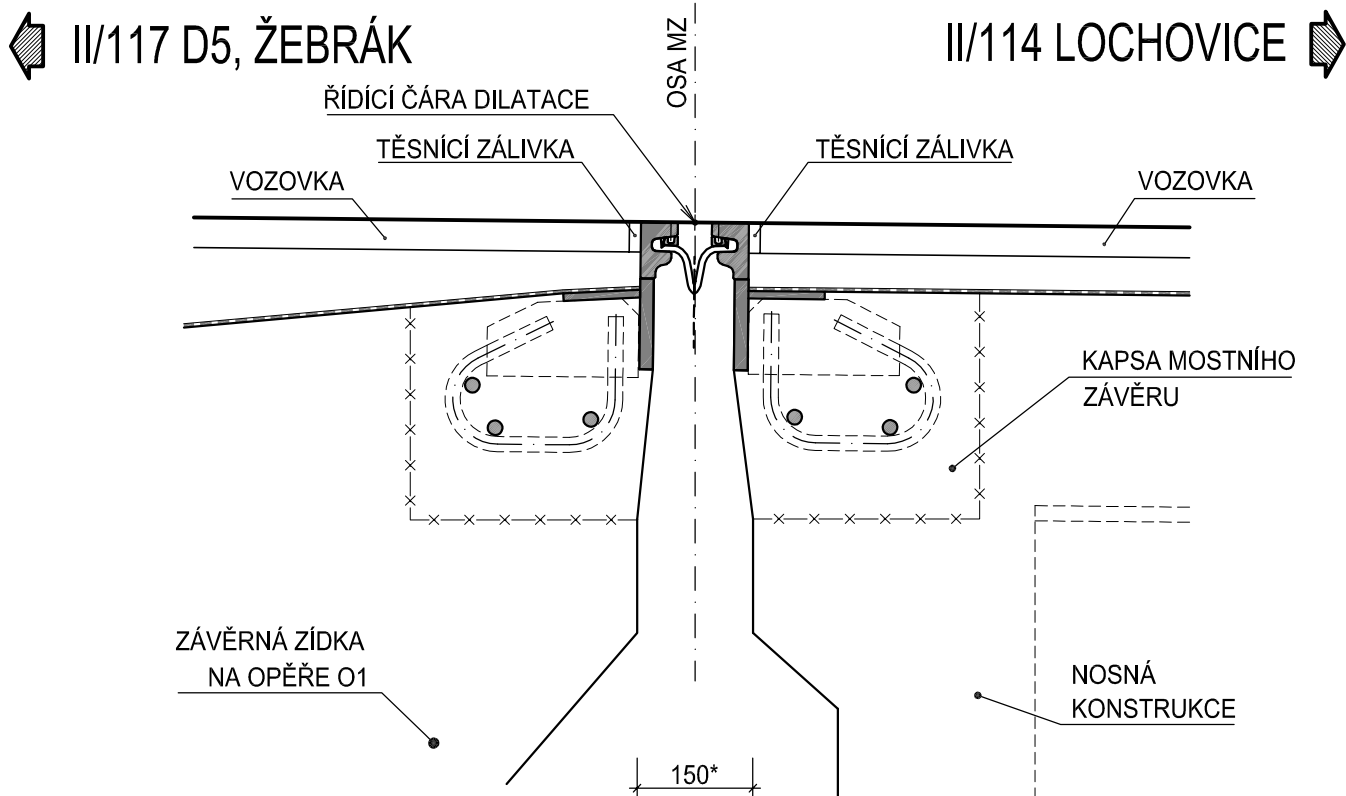 II/117 D5, ŽEBRÁK
II/114 LOCHOVICE
OSA MZ
ŘÍDÍCÍ ČÁRA DILATACE
TĚSNÍCÍ ZÁLIVKA
TĚSNÍCÍ ZÁLIVKA
VOZOVKA
VOZOVKA
KAPSA MOSTNÍHO
ZÁVĚRU
ZÁVĚRNÁ ZÍDKA
NA OPĚŘE O1
NOSNÁ
KONSTRUKCE
150*